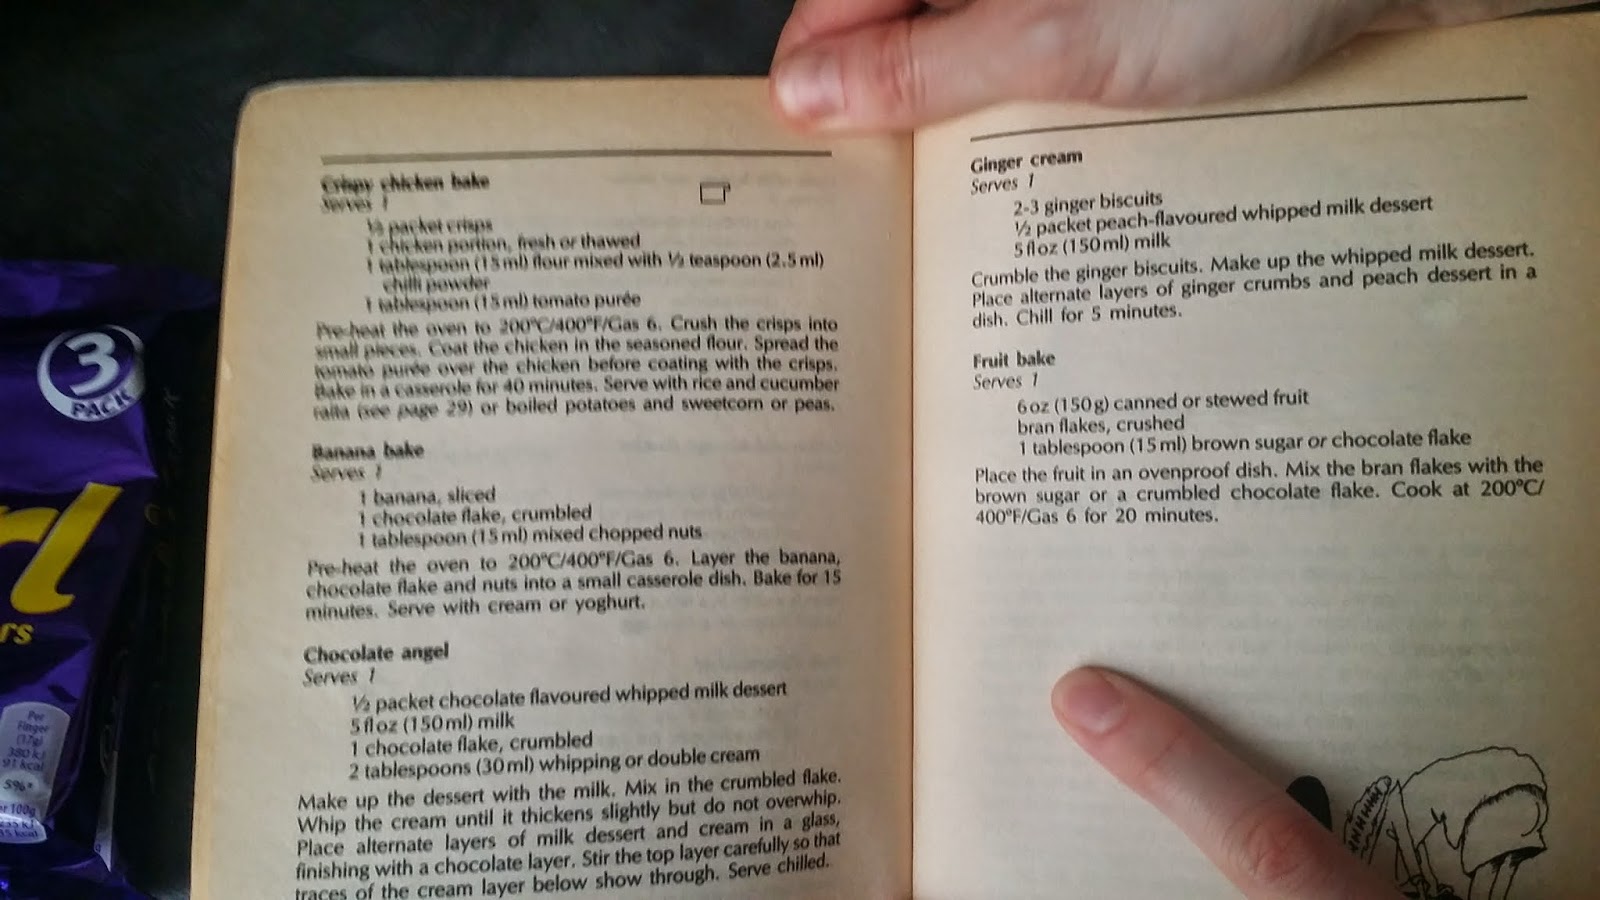 Crispy chicken bake
Serves 1
½ packet crisps
1 chicken portion, fresh or thawed
1 tablespoon (15 ml) flour mixed with ½ teaspoon (2.5 ml)
chilli powder
1 tablespoon (15 ml) tomato purée
Pre-heat the oven to 200°C/400°F/Gas 6. Crush the crisps into
small pieces. Coat the chicken in the seasoned flour. Spread the
tomato purée over the chicken before coating with the crisps.
Bake in a casserole for 40 minutes. Serve with rice and cucumber
raita (see page 29) or boiled potatoes and sweetcorn or peas.
Banana bake
Serves 1
1 banana, sliced
1 chocolate flake, crumbled
1 tablespoon (15 ml) mixed chopped nuts
Pre-heat the oven to 200°C/400°F/Gas 6. Layer the banana,
chocolate flake and nuts into a small casserole dish. Bake for 15
minutes. Serve with cream or yoghurt.
Chocolate angel
Serves 1
½ packet chocolate flavoured whipped milk dessert
5 fl oz (150 ml) milk
1 chocolate flake, crumbled
2 tablespoons (30 ml) whipping or double cream
Make up the dessert with the milk. Mix in the crumbled flake.
Whip the cream until it thickens slightly but do not overwhip.
Place alternate layers of milk dessert and cream in a glass,
finishing with a chocolate layer. Stir the top layer carefully so that
traces of the cream layer below show through. Serve chilled.
Ginger cream
Serves 1
2-3 ginger biscuits
½ packet peach-flavoured whipped milk dessert
5 fl oz (150 ml) milk
Crumble the ginger biscuits. Make up the whipped milk dessert.
Place alternate layers of ginger crumbs and peach dessert in a
dish. Chill for 5 minutes.
Fruit bake
Serves 1
6 oz (150 g) canned or stewed fruit
bran flakes, crushed
1 tablespoon (15 ml) brown sugar or chocolate flake
Place the fruit in an ovenproof dish. Mix the bran flakes with the
brown sugar or a crumbled chocolate flake. Cook at 200°C/
400°F/Gas 6 for 20 minutes.
3
PACK
rl
rs
Per
Finger
(17g)
380 kJ
91 kcal
5%*
er 100g